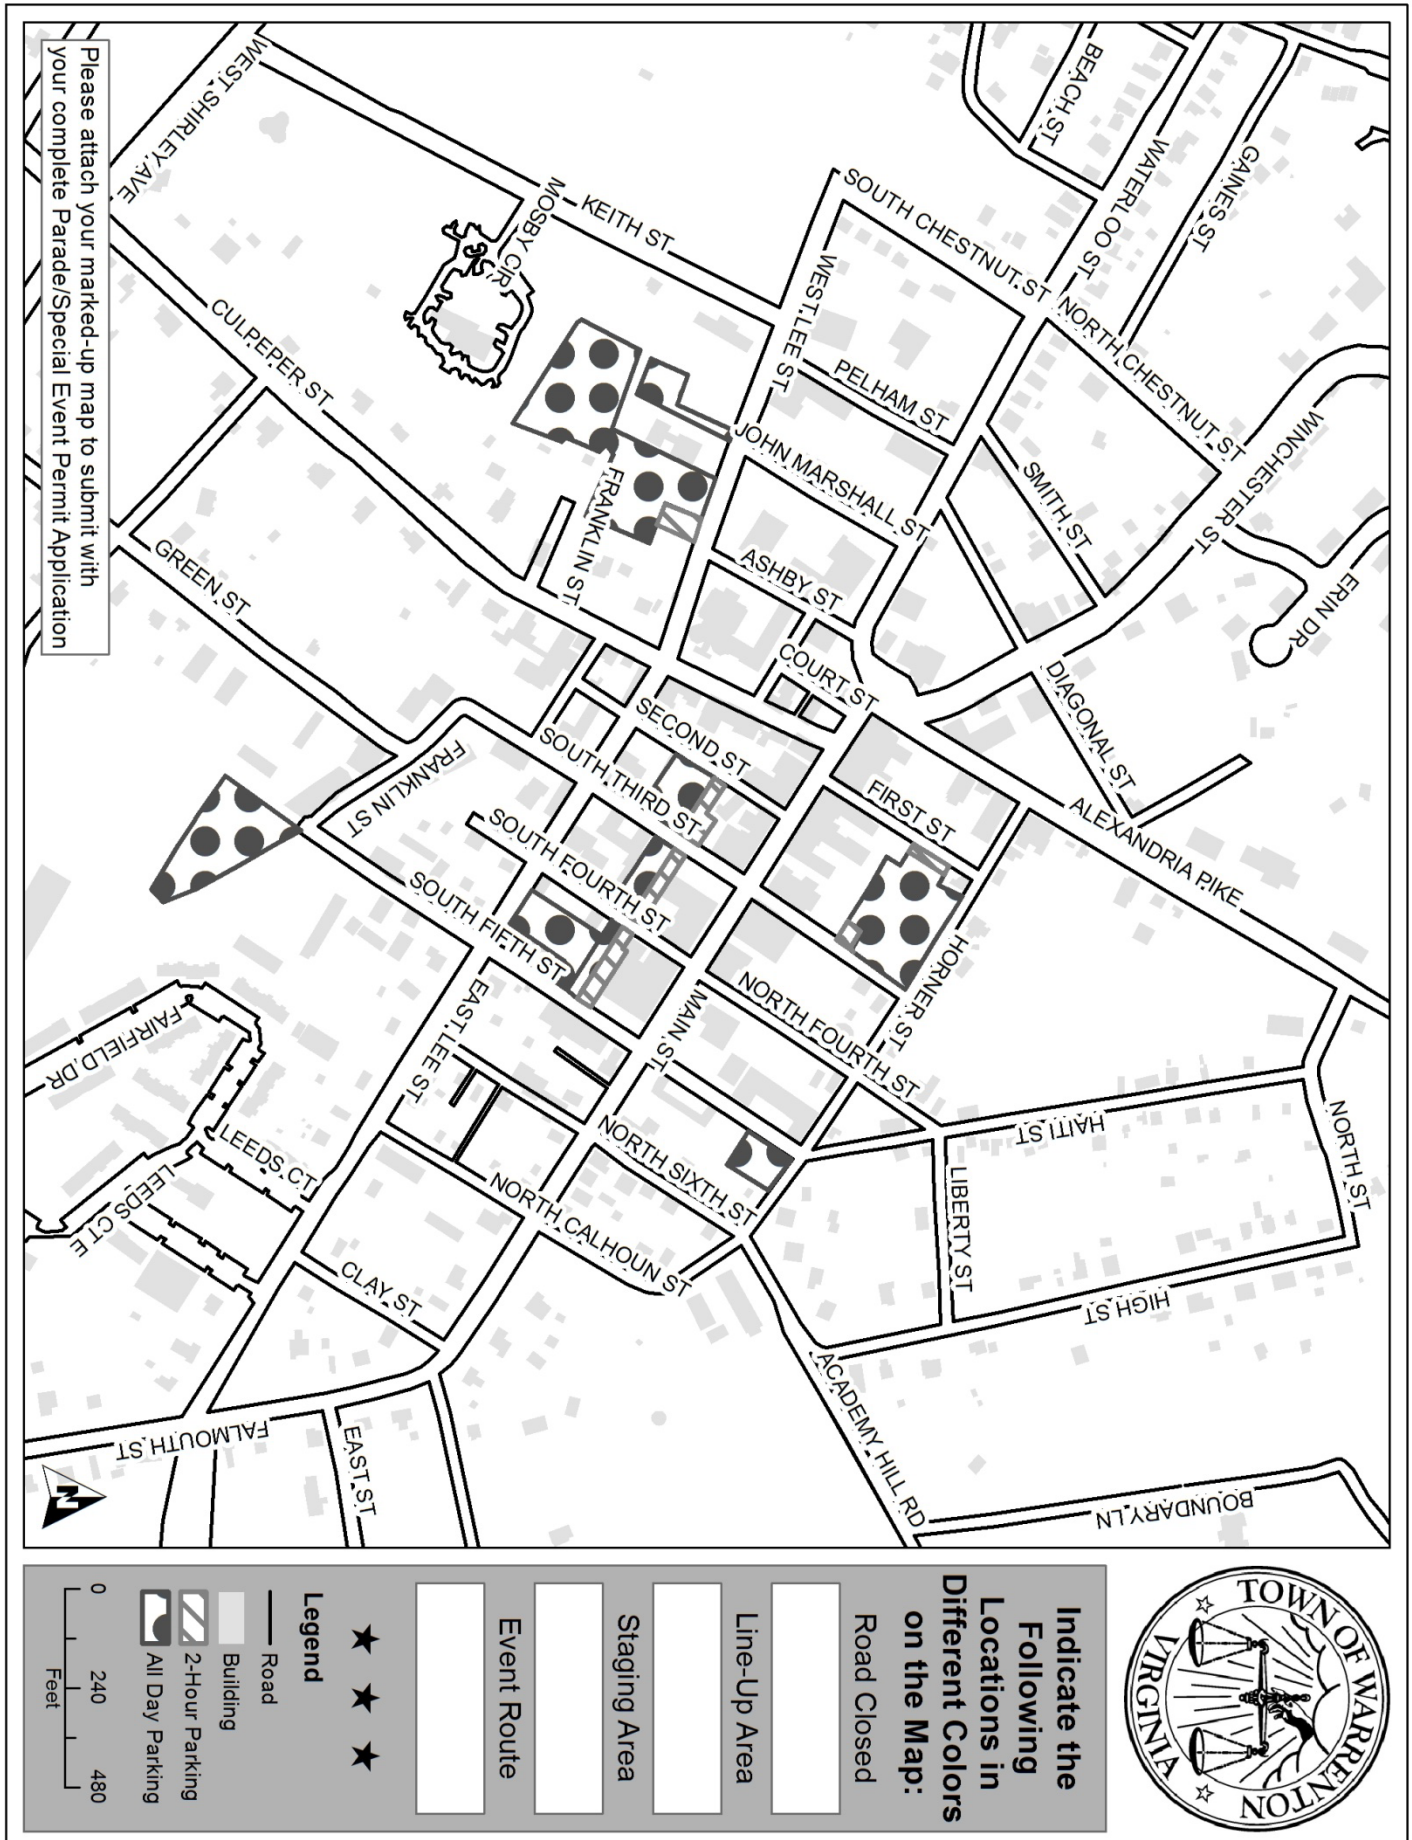 WEST SHIRLEY AVE
MOSBY CIR
KEITH ST
CULPEPER ST
GREEN ST
FRANKLIN ST
WEST LEE ST
SOUTH CHESTNUT ST
BEACH ST
WATERLOO ST
GAINES ST
NORTH CHESTNUT ST
PELHAM ST
JOHN MARSHALL ST
SMITH ST
WINCHESTER ST
ERIN DR
ASHBY ST
COURT ST
DIAGONAL ST
ALEXANDRIA PIKE
SECOND ST
SOUTH THIRD ST
FIRST ST
FRANKLIN ST
SOUTH FOURTH ST
SOUTH FIFTH ST
HORNER ST
NORTH FOURTH ST
MAIN ST
EAST LEE ST
FAIRFIELD DR
LEEDS CT
LEEDS CT E
NORTH SIXTH ST
NORTH CALHOUN ST
CLAY ST
HAITI ST
LIBERTY ST
NORTH ST
HIGH ST
ACADEMY HILL RD
BOUNDARY LN
FALMOUTH ST
EAST ST
N
Please attach your marked-up map to submit with
your complete Parade/Special Event Permit Application
TOWN OF WARRENTON
VIRGINIA
Indicate the
Following
Locations in
Different Colors
on the Map:
Road Closed
Line-Up Area
Staging Area
Event Route
Legend
Road
Building
2-Hour Parking
All Day Parking
0 240 480
Feet